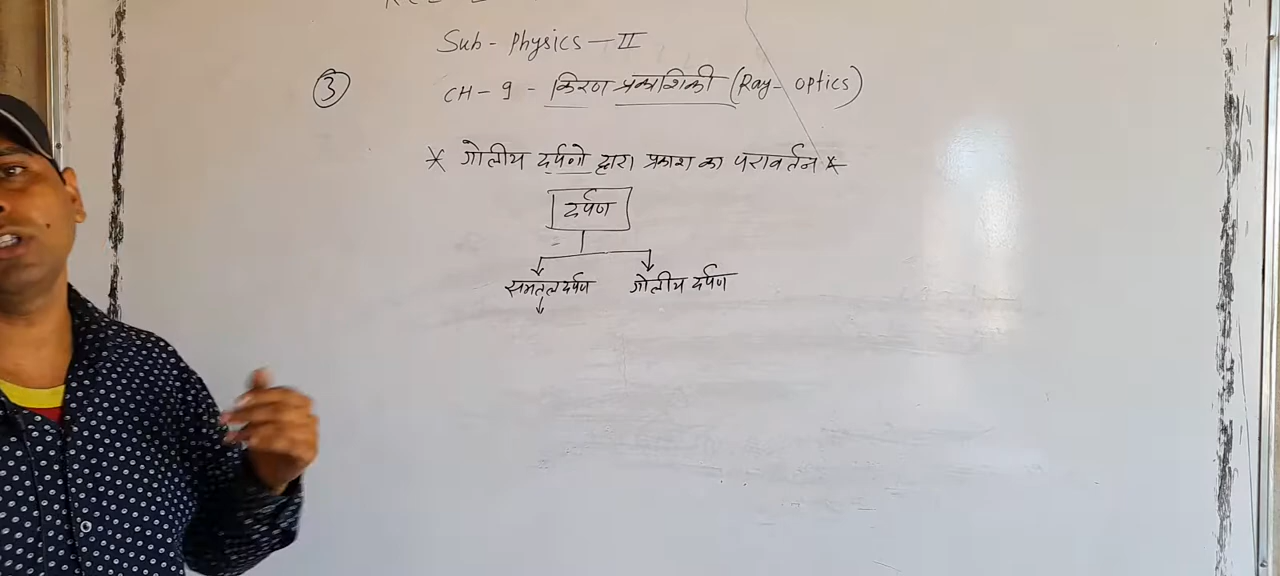 Sub - Physics - II
③ CH - 9 - किरण प्रकाशिकी (Ray - Optics)
* गोलीय दर्पणो द्वारा प्रकाश का परावर्तन *
दर्पण
समतल दर्पण गोलीय दर्पण